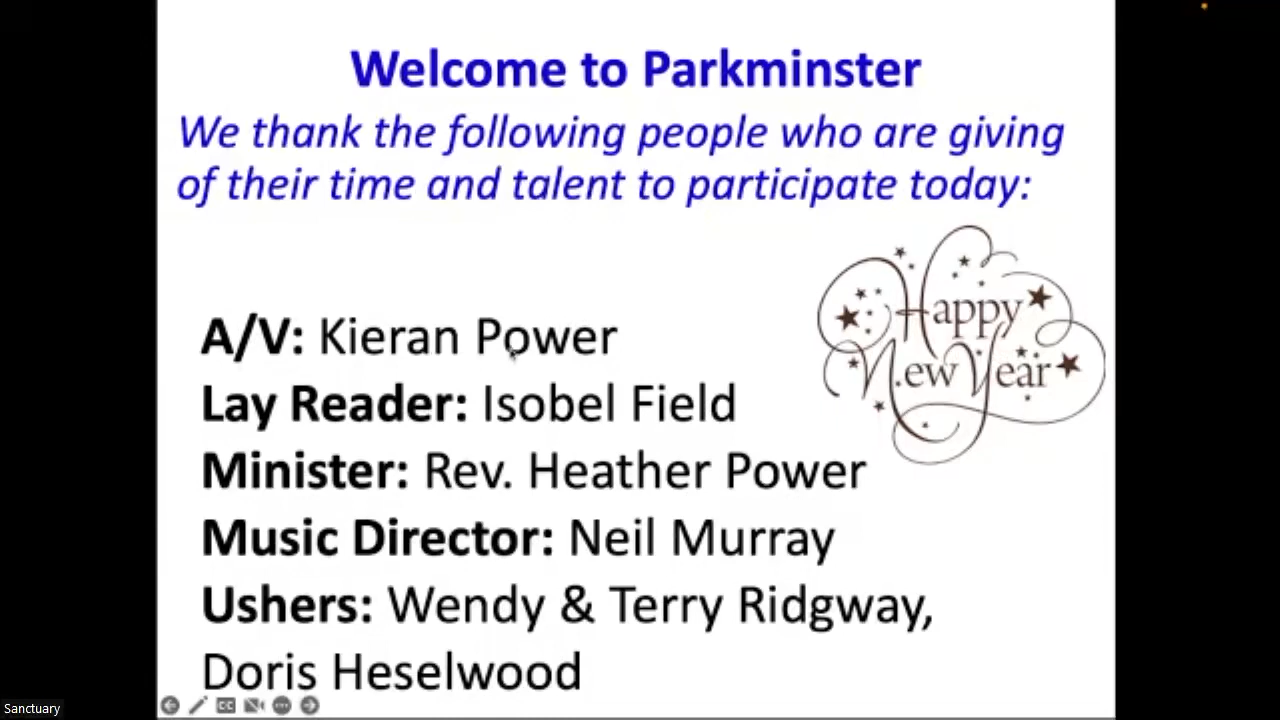 Welcome to Parkminster
We thank the following people who are giving
of their time and talent to participate today:
Happy
New Year
A/V: Kieran Power
Lay Reader: Isobel Field
Minister: Rev. Heather Power
Music Director: Neil Murray
Ushers: Wendy & Terry Ridgway,
Doris Heselwood
CC
Sanctuary